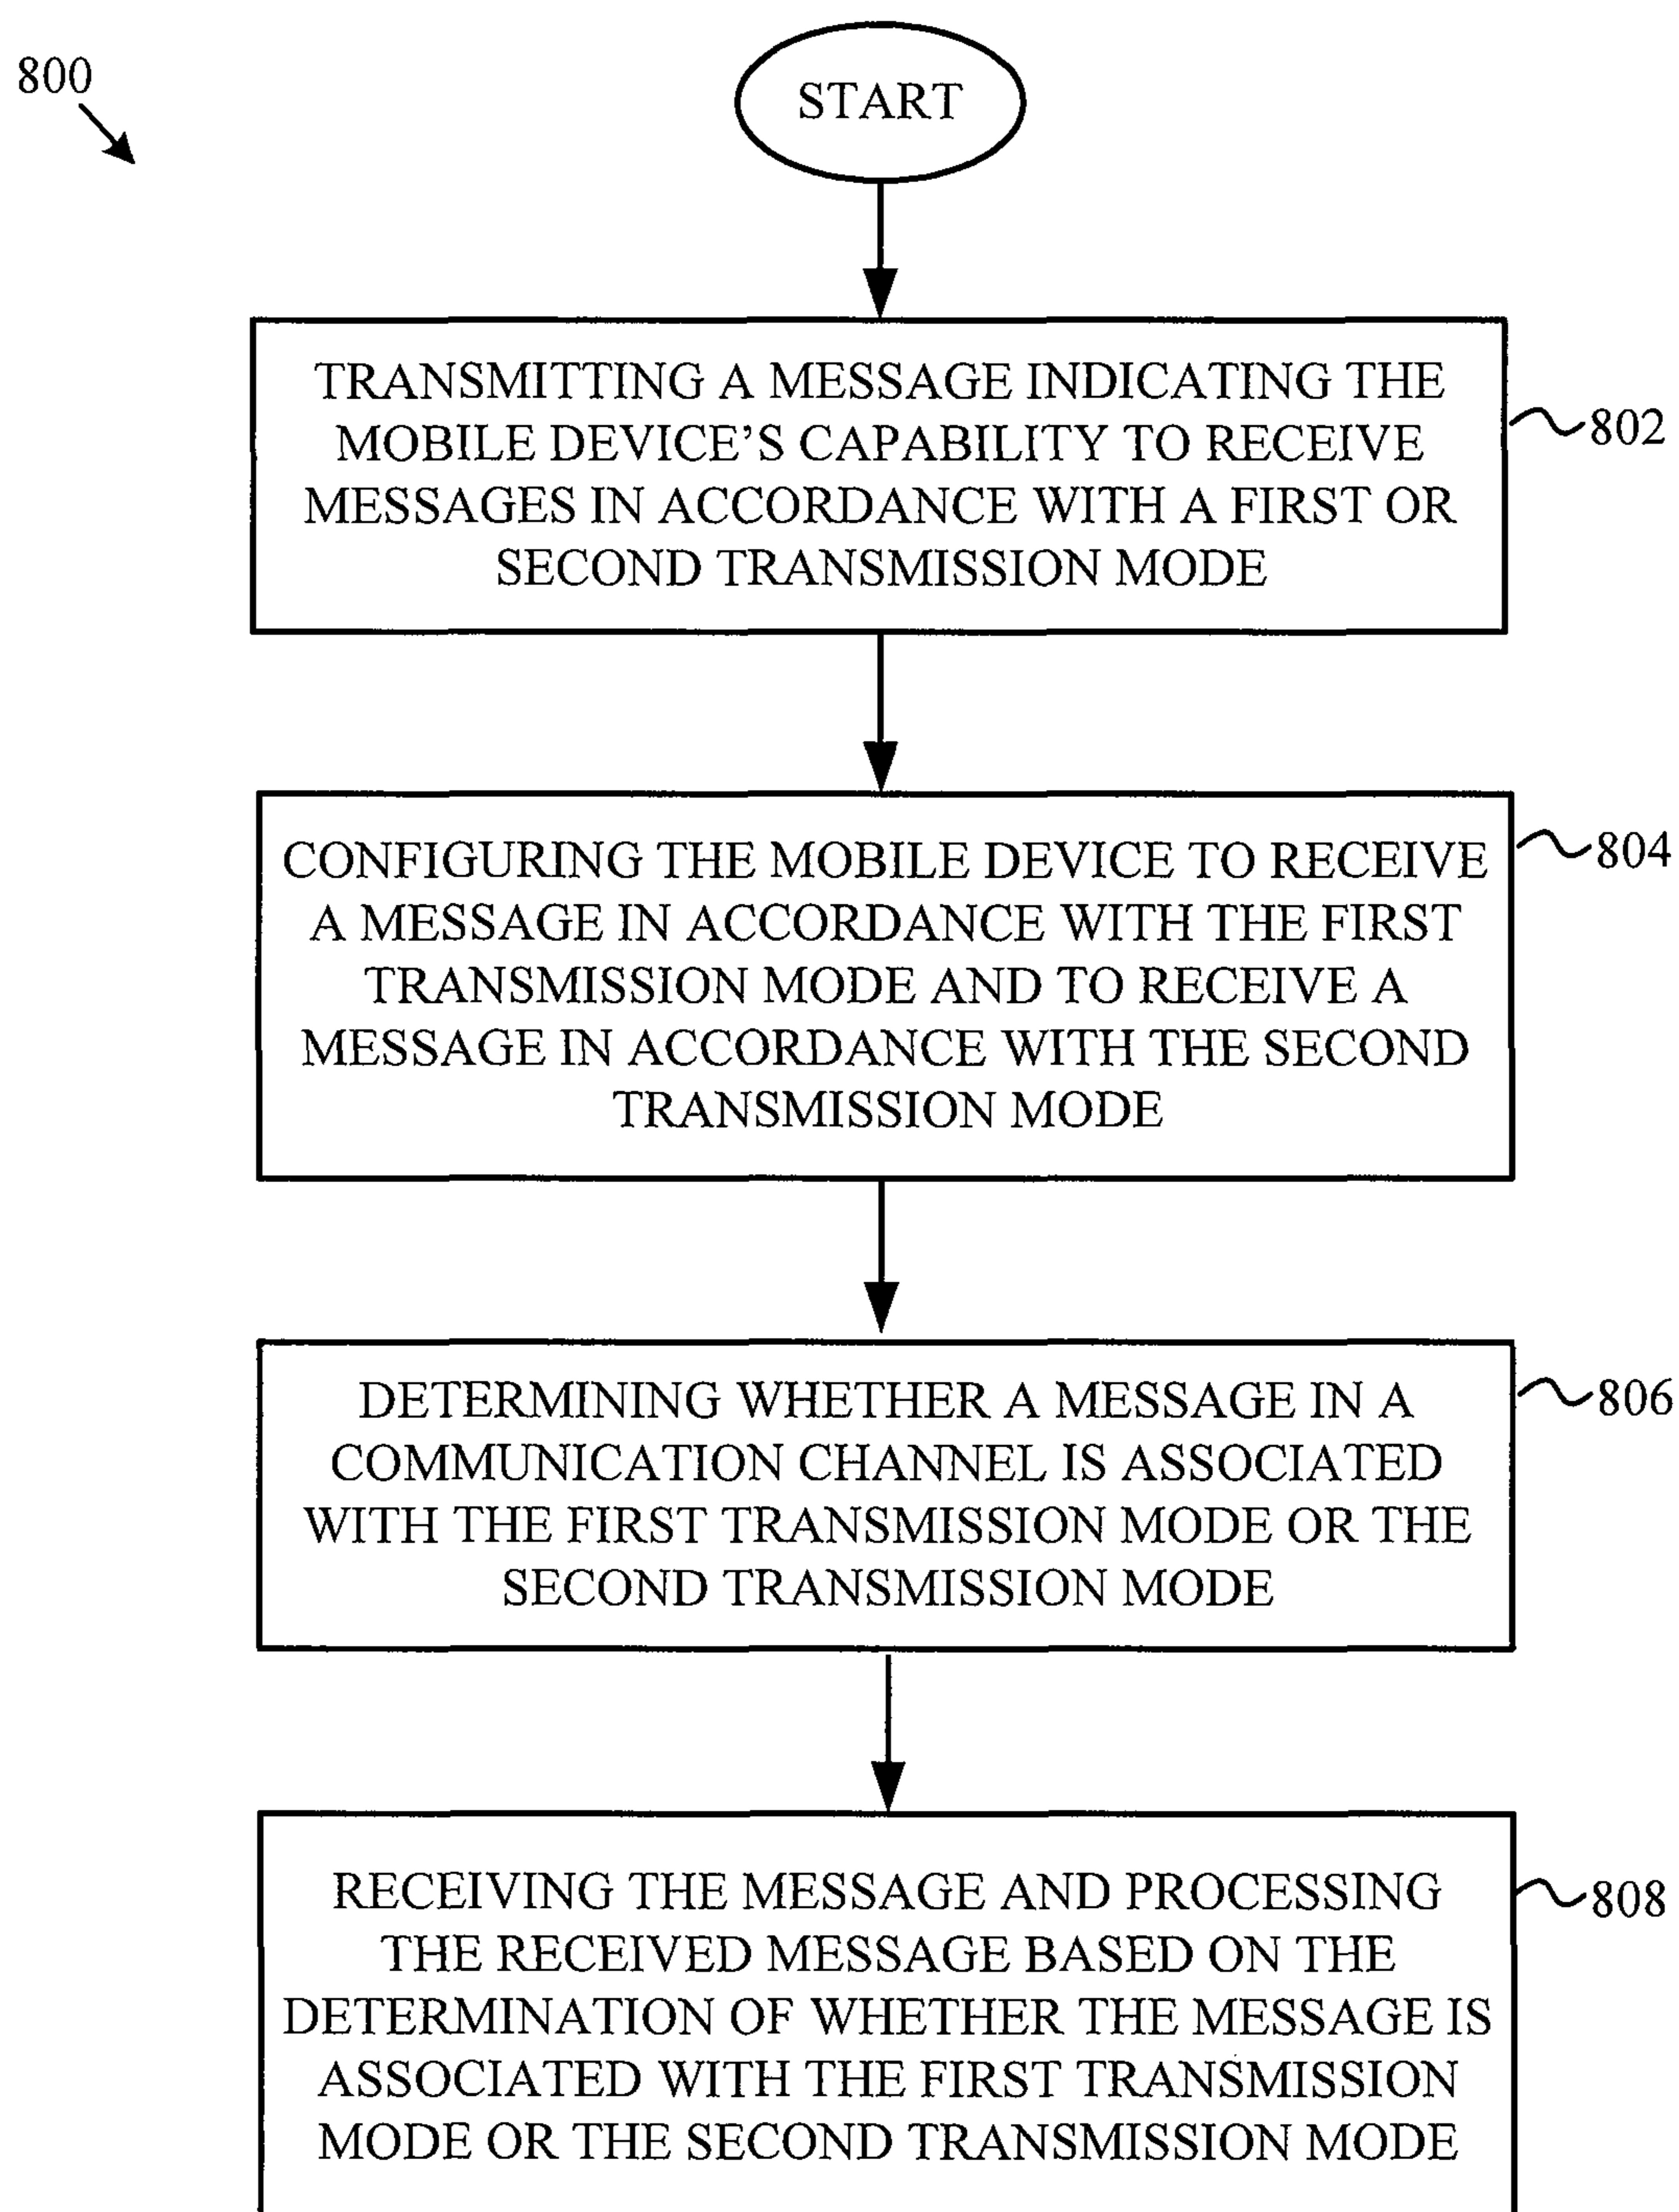 800
START
TRANSMITTING A MESSAGE INDICATING THE
MOBILE DEVICE'S CAPABILITY TO RECEIVE
MESSAGES IN ACCORDANCE WITH A FIRST OR
SECOND TRANSMISSION MODE
802
CONFIGURING THE MOBILE DEVICE TO RECEIVE
A MESSAGE IN ACCORDANCE WITH THE FIRST
TRANSMISSION MODE AND TO RECEIVE A
MESSAGE IN ACCORDANCE WITH THE SECOND
TRANSMISSION MODE
804
DETERMINING WHETHER A MESSAGE IN A
COMMUNICATION CHANNEL IS ASSOCIATED
WITH THE FIRST TRANSMISSION MODE OR THE
SECOND TRANSMISSION MODE
806
RECEIVING THE MESSAGE AND PROCESSING
THE RECEIVED MESSAGE BASED ON THE
DETERMINATION OF WHETHER THE MESSAGE IS
ASSOCIATED WITH THE FIRST TRANSMISSION
MODE OR THE SECOND TRANSMISSION MODE
808